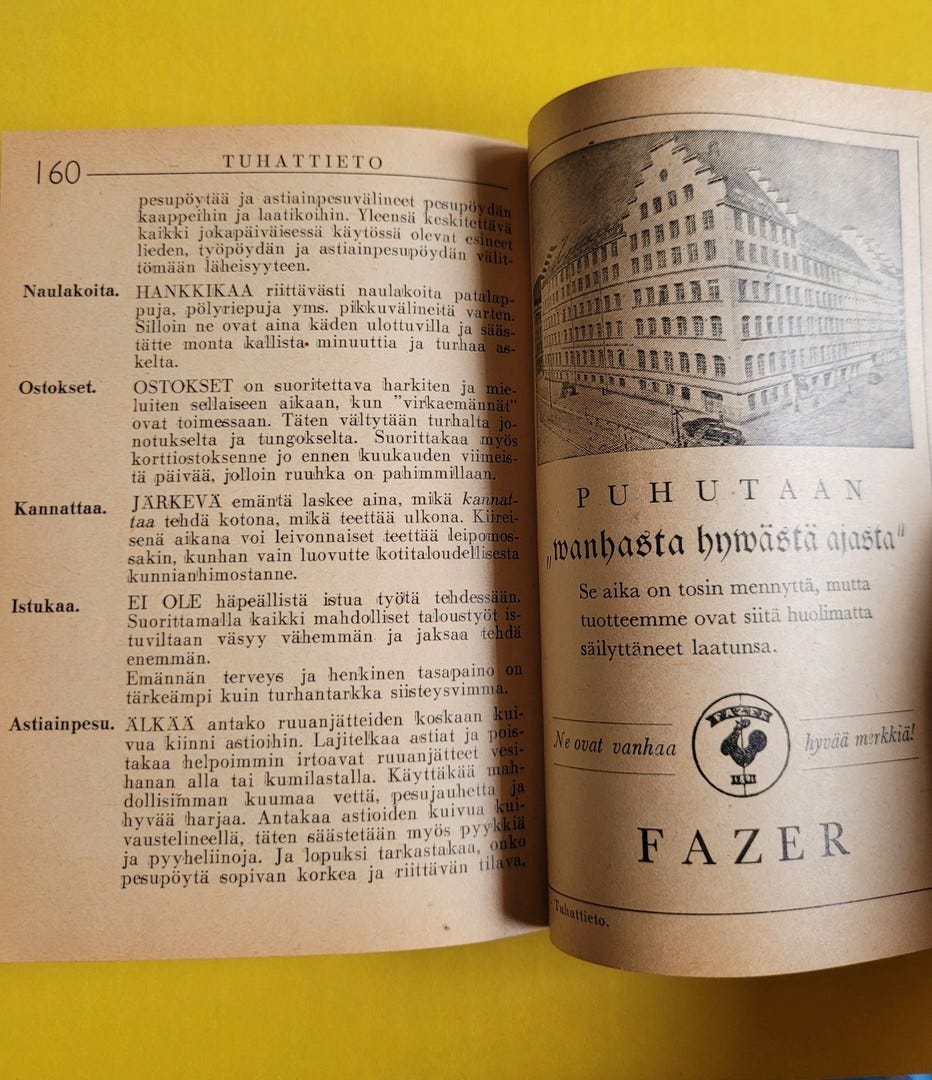 160
TUHATTIETO
pesupöytää ja astiainpesuvälineet pesupöydän
kaappeihin ja laatikoihin. Yleensä keskitettävä
kaikki jokapäiväisessä käytössä olevat esineet
lieden, työpöydän ja astiainpesupöydän välit-
tömään läheisyyteen.
Naulakoita. HANKKIKAA riittävästi naulakoita patalap-
puja, pölyriepuja yms. pikkuvälineitä varten.
Silloin ne ovat aina käden ulottuvilla ja sääs-
tätte monta kallista minuuttia ja turhaa as-
kelta.
Ostokset. OSTOKSET on suoritettava harkiten ja mie-
luiten sellaiseen aikaan, kun "virkaemännät"
ovat toimessaan. Täten vältytään turhalta jo-
notukselta ja tungokselta. Suorittakaa myös
korttiostoksenne jo ennen kuukauden viimeis-
tä päivää, jolloin ruuhka on pahimmillaan.
Kannattaa. JÄRKEVÄ emäntä laskee aina, mikä kannat-
taa tehdä kotona, mikä teettää ulkona. Kiirei-
senä aikana voi leivonnaiset teettää leipomos-
sakin, kunhan vain luovutte kotitaloudellisesta
kunnianhimostanne.
Istukaa. EI OLE häpeällistä istua työtä tehdessään.
Suorittamalla kaikki mahdolliset taloustyöt is-
tuviltaan väsyy vähemmän ja jaksaa tehdä
enemmän.
Emännän terveys ja henkinen tasapaino on
tärkeämpi kuin turhantarkka siisteysvimma.
Astiainpesu. ÄLKÄÄ antako ruuanjätteiden koskaan kui-
vua kiinni astioihin. Lajitelkaa astiat ja pois-
takaa helpoimmin irtoavat ruuanjätteet vesi-
hanan alla tai kumilastalla. Käyttäkää mah-
dollisimman kuumaa vettä, pesujauhetta ja
hyvää harjaa. Antakaa astioiden kuivua kui-
vaustelineellä, täten säästetään myös pyykkiä
ja pyyheliinoja. Ja lopuksi tarkastakaa, onko
pesupöytä sopivan korkea ja riittävän tilava.
PUHUTAAN
„wanhasta hywästä ajasta"
Se aika on tosin mennyttä, mutta
tuotteemme ovat siitä huolimatta
säilyttäneet laatunsa.
Ne ovat vanhaa
FAZER
1891
hyvää merkkiä!
FAZER
Tuhattieto.